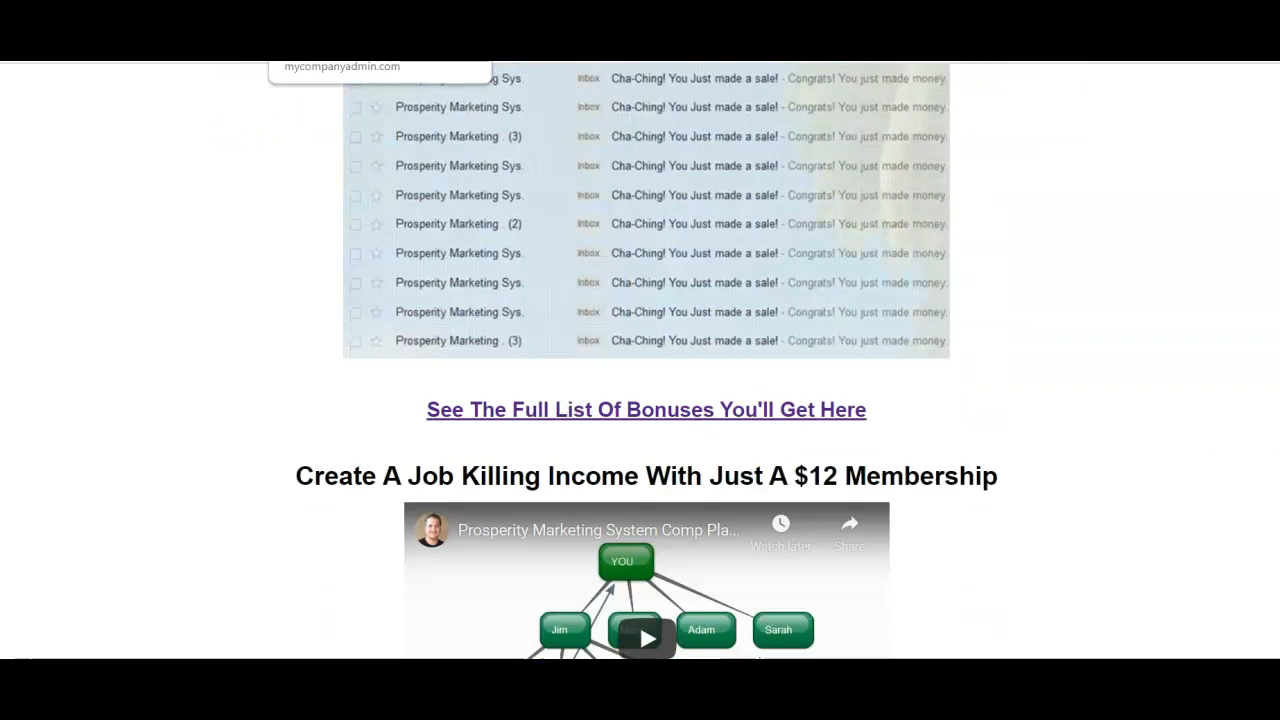 mycompanyadmin.com
g Sys. Inbox Cha-Ching! You Just made a sale! - Congrats! You just made money.
Prosperity Marketing Sys. Inbox Cha-Ching! You Just made a sale! - Congrats! You just made money.
Prosperity Marketing . (3) Inbox Cha-Ching! You Just made a sale! - Congrats! You just made money.
Prosperity Marketing Sys. Inbox Cha-Ching! You Just made a sale! - Congrats! You just made money.
Prosperity Marketing Sys. Inbox Cha-Ching! You Just made a sale! - Congrats! You just made money.
Prosperity Marketing . (2) Inbox Cha-Ching! You Just made a sale! - Congrats! You just made money.
Prosperity Marketing Sys. Inbox Cha-Ching! You Just made a sale! - Congrats! You just made money.
Prosperity Marketing Sys. Inbox Cha-Ching! You Just made a sale! - Congrats! You just made money.
Prosperity Marketing Sys. Inbox Cha-Ching! You Just made a sale! - Congrats! You just made money.
Prosperity Marketing . (3) Inbox Cha-Ching! You Just made a sale! - Congrats! You just made money.
See The Full List Of Bonuses You'll Get Here
Create A Job Killing Income With Just A $12 Membership
Prosperity Marketing System Comp Pla...
Watch later Share
YOU
Jim Adam Sarah